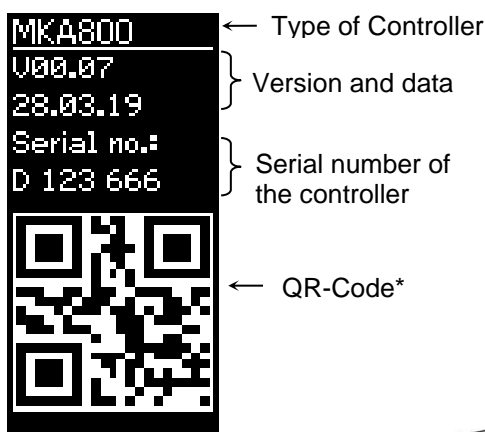 MKA800
Type of Controller
V00.07
28.03.19
Version and data
Serial no.:
D 123 666
Serial number of
the controller
QR-Code*